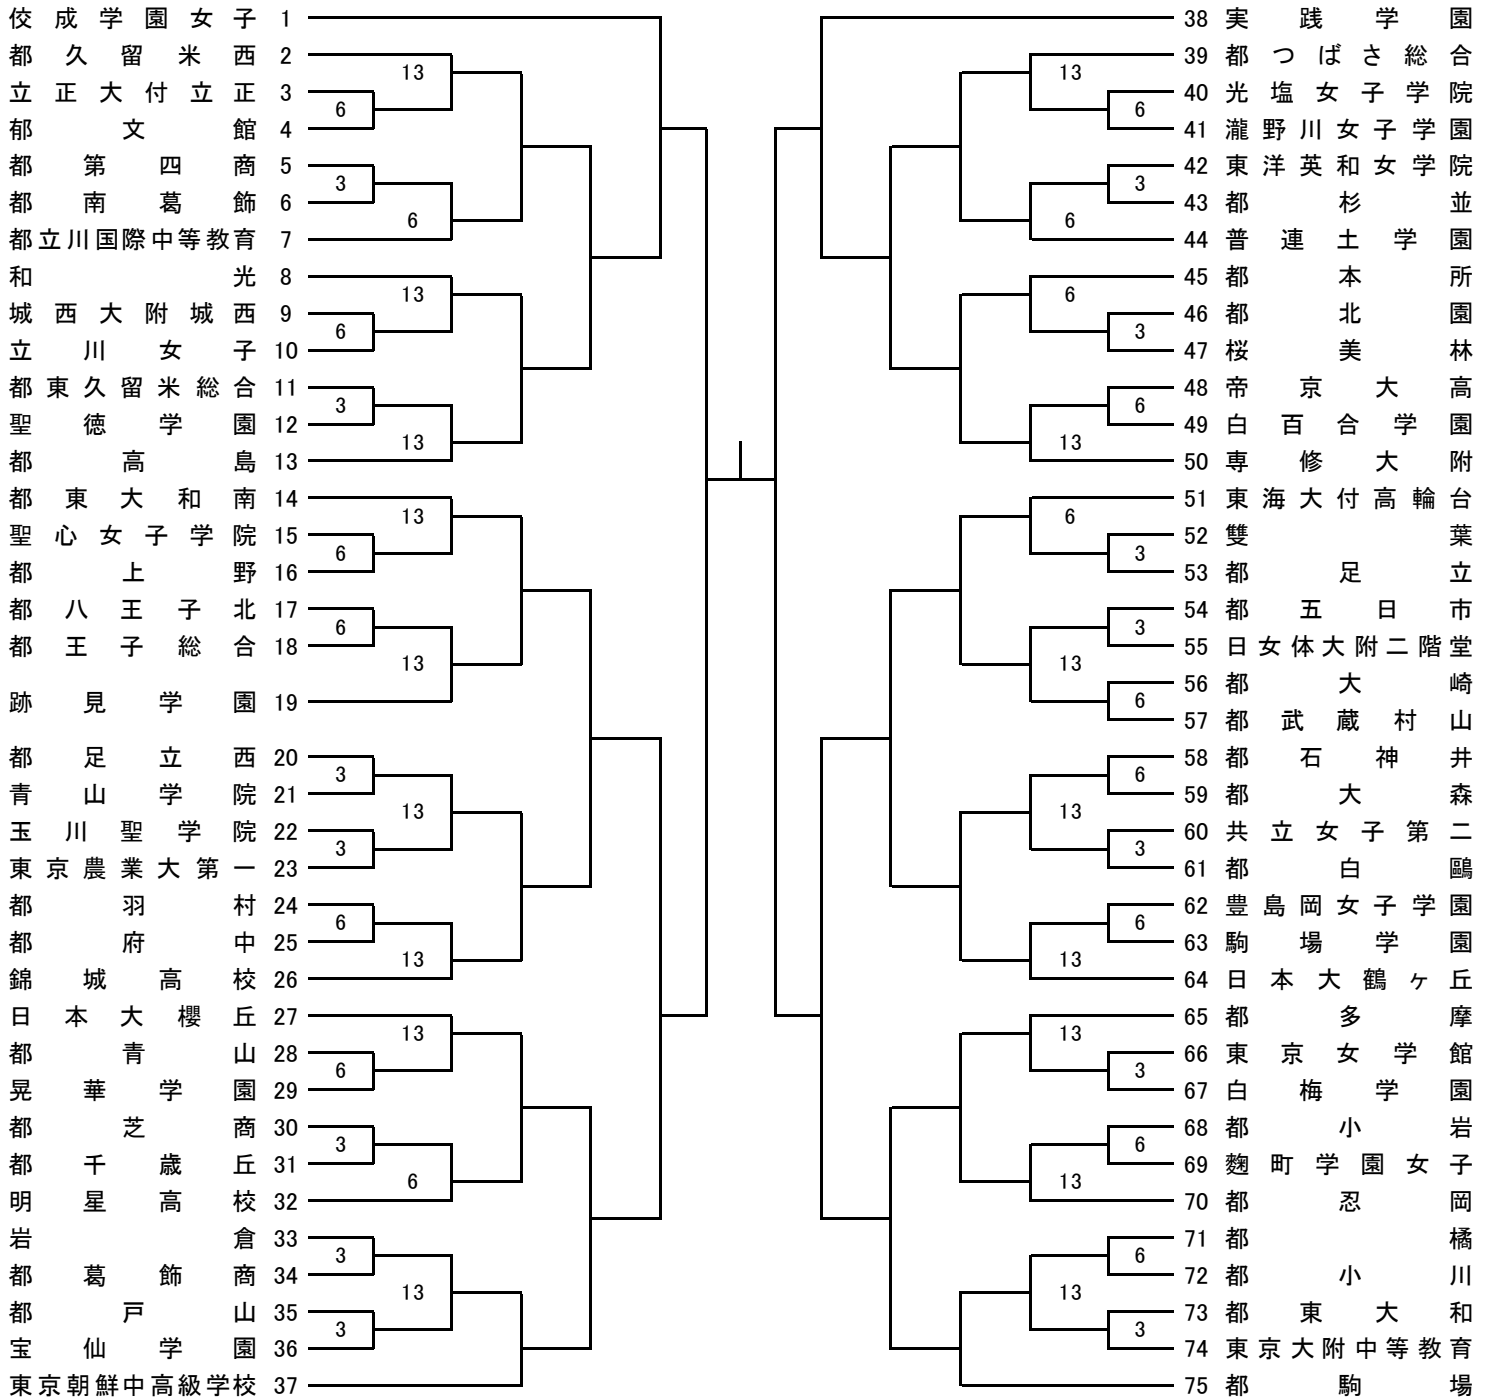 佼成学園女子 1
都久留米西 2
13
立正大付立正 3
6
郁文館 4
都第四商 5
3
都南葛飾 6
6
都立川国際中等教育 7
和光 8
13
城西大附城西 9
6
立川女子 10
都東久留米総合 11
3
聖徳学園 12
13
都高島 13
都東大和南 14
13
聖心女子学院 15
6
都上野 16
都八王子北 17
6
都王子総合 18
13
跡見学園 19
都足立西 20
3
青山学院 21
13
玉川聖学院 22
3
東京農業大第一 23
都羽村 24
6
都府中 25
13
錦城高校 26
日本大櫻丘 27
13
都青山 28
6
晃華学園 29
都芝商 30
3
都千歳丘 31
6
明星高校 32
岩倉 33
3
都葛飾商 34
13
都戸山 35
3
宝仙学園 36
東京朝鮮中高級学校 37
38 実践学園
39 都つばさ総合
13
40 光塩女子学院
6
41 瀧野川女子学園
42 東洋英和女学院
3
43 都杉並
6
44 普連土学園
45 都本所
6
46 都北園
3
47 桜美林
48 帝京大高
6
49 白百合学園
13
50 専修大附
51 東海大付高輪台
6
52 雙葉
3
53 都足立
54 都五日市
3
55 日女体大附二階堂
13
56 都大崎
6
57 都武蔵村山
58 都石神井
6
59 都大森
13
60 共立女子第二
3
61 都白鷗
62 豊島岡女子学園
6
63 駒場学園
13
64 日本大鶴ヶ丘
65 都多摩
13
66 東京女学館
3
67 白梅学園
68 都小岩
6
69 麴町学園女子
13
70 都忍岡
71 都橘
6
72 都小川
13
73 都東大和
3
74 東京大附中等教育
75 都駒場